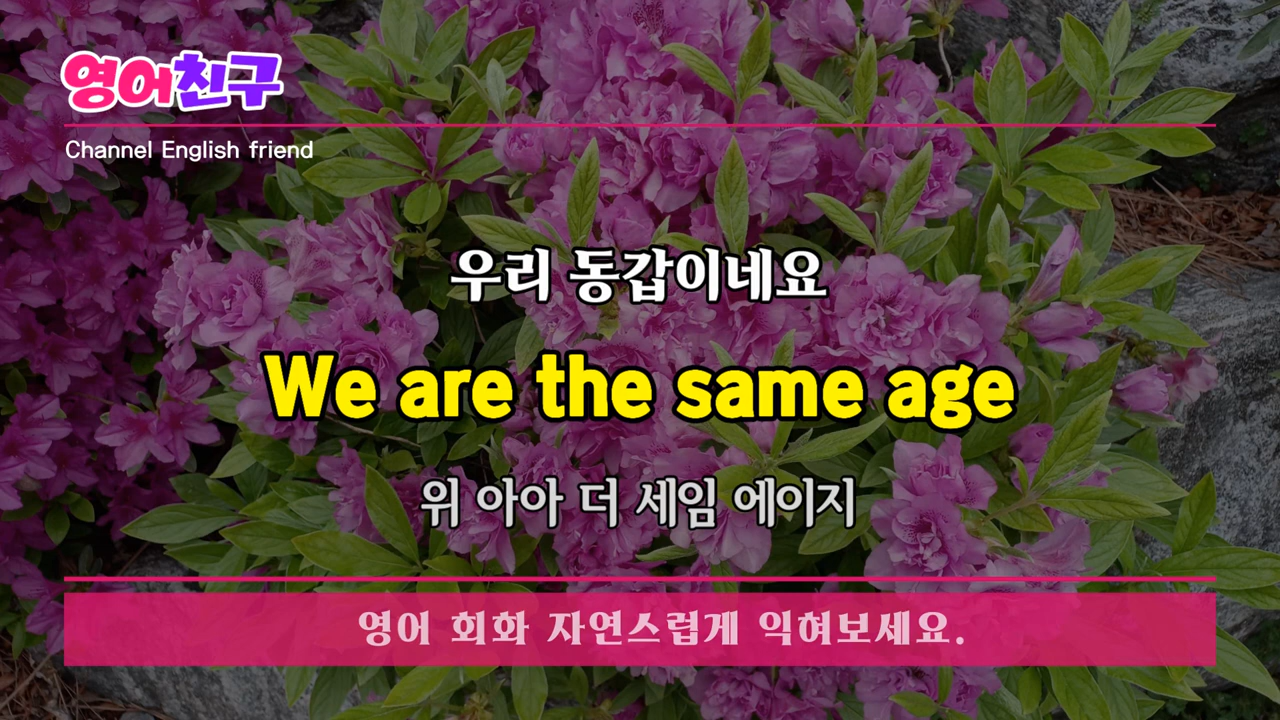 영어친구
Channel English friend
우리 동갑이네요
We are the same age
위 아아 더 세임 에이지
영어 회화 자연스럽게 익혀보세요.